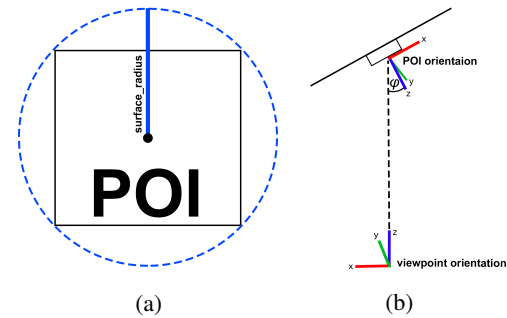 surface_radius
POI
(a)
x
POI orientaion
y
φ
z
z
y
x
viewpoint orientation
(b)